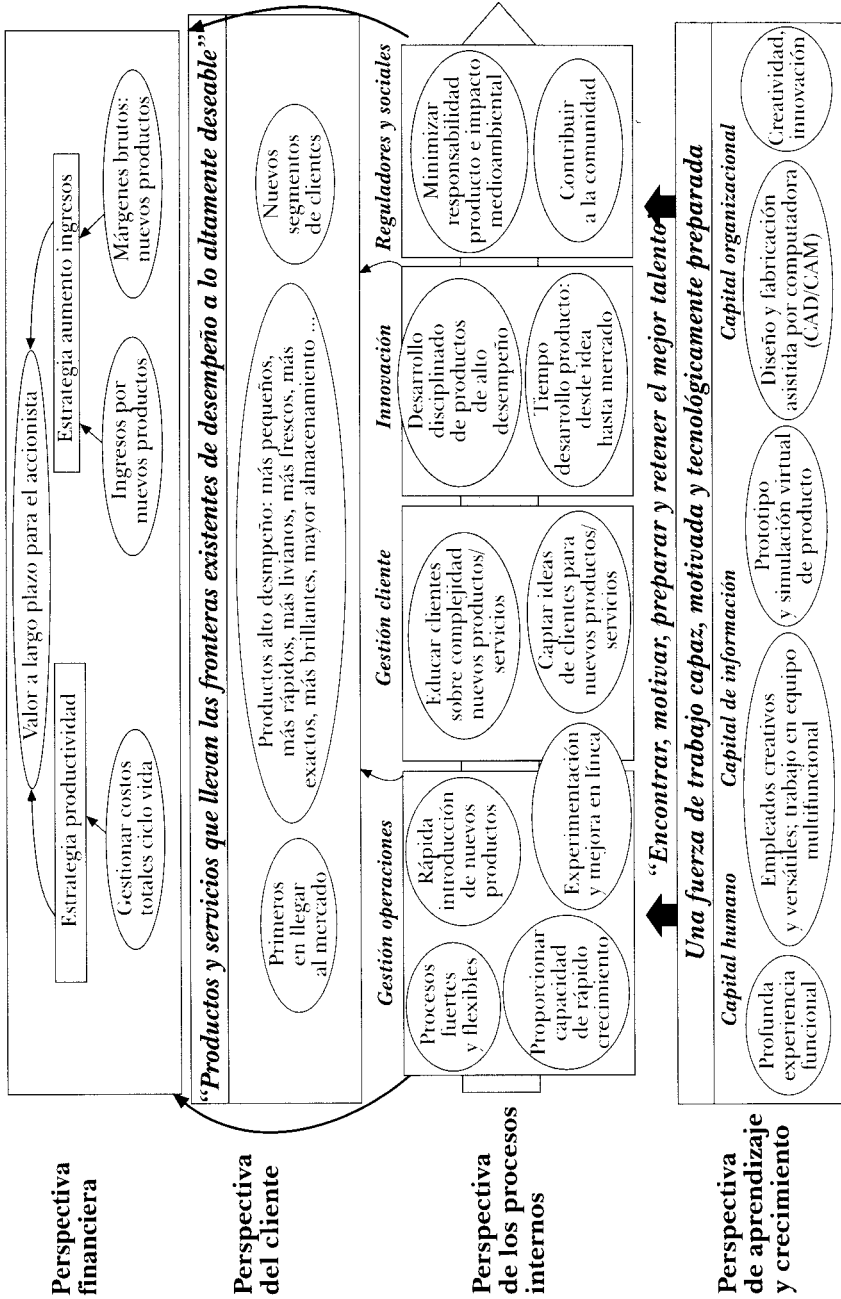 Perspectiva
financiera
Valor a largo plazo para el accionista
Estrategia productividad
Estrategia aumento ingresos
Gestionar costos
totales ciclo vida
Ingresos por
nuevos productos
Márgenes brutos:
nuevos productos
Perspectiva
del cliente
“Productos y servicios que llevan las fronteras existentes de desempeño a lo altamente deseable”
Primeros
en llegar
al mercado
Productos alto desempeño: más pequeños,
más rápidos, más livianos, más frescos, más
exactos, más brillantes, mayor almacenamiento ...
Nuevos
segmentos
de clientes
Perspectiva
de los procesos
internos
Gestión operaciones
Procesos
fuertes
y flexibles
Rápida
introducción
de nuevos
productos
Proporcionar
capacidad
de rápido
crecimiento
Experimentación
y mejora en línea
Gestión cliente
Educar clientes
sobre complejidad
nuevos productos/
servicios
Captar ideas
de clientes para
nuevos productos/
servicios
Innovación
Desarrollo
disciplinado
de productos
de alto
desempeño
Tiempo
desarrollo producto:
desde idea
hasta mercado
Reguladores y sociales
Minimizar
responsabilidad
producto e impacto
medioambiental
Contribuir
a la comunidad
“Encontrar, motivar, preparar y retener el mejor talento”
Perspectiva
de aprendizaje
y crecimiento
Una fuerza de trabajo capaz, motivada y tecnológicamente preparada
Capital humano
Capital de información
Capital organizacional
Profunda
experiencia
funcional
Empleados creativos
y versátiles; trabajo en equipo
multifuncional
Prototipo
y simulación virtual
de producto
Diseño y fabricación
asistida por computadora
(CAD/CAM)
Creatividad,
innovación